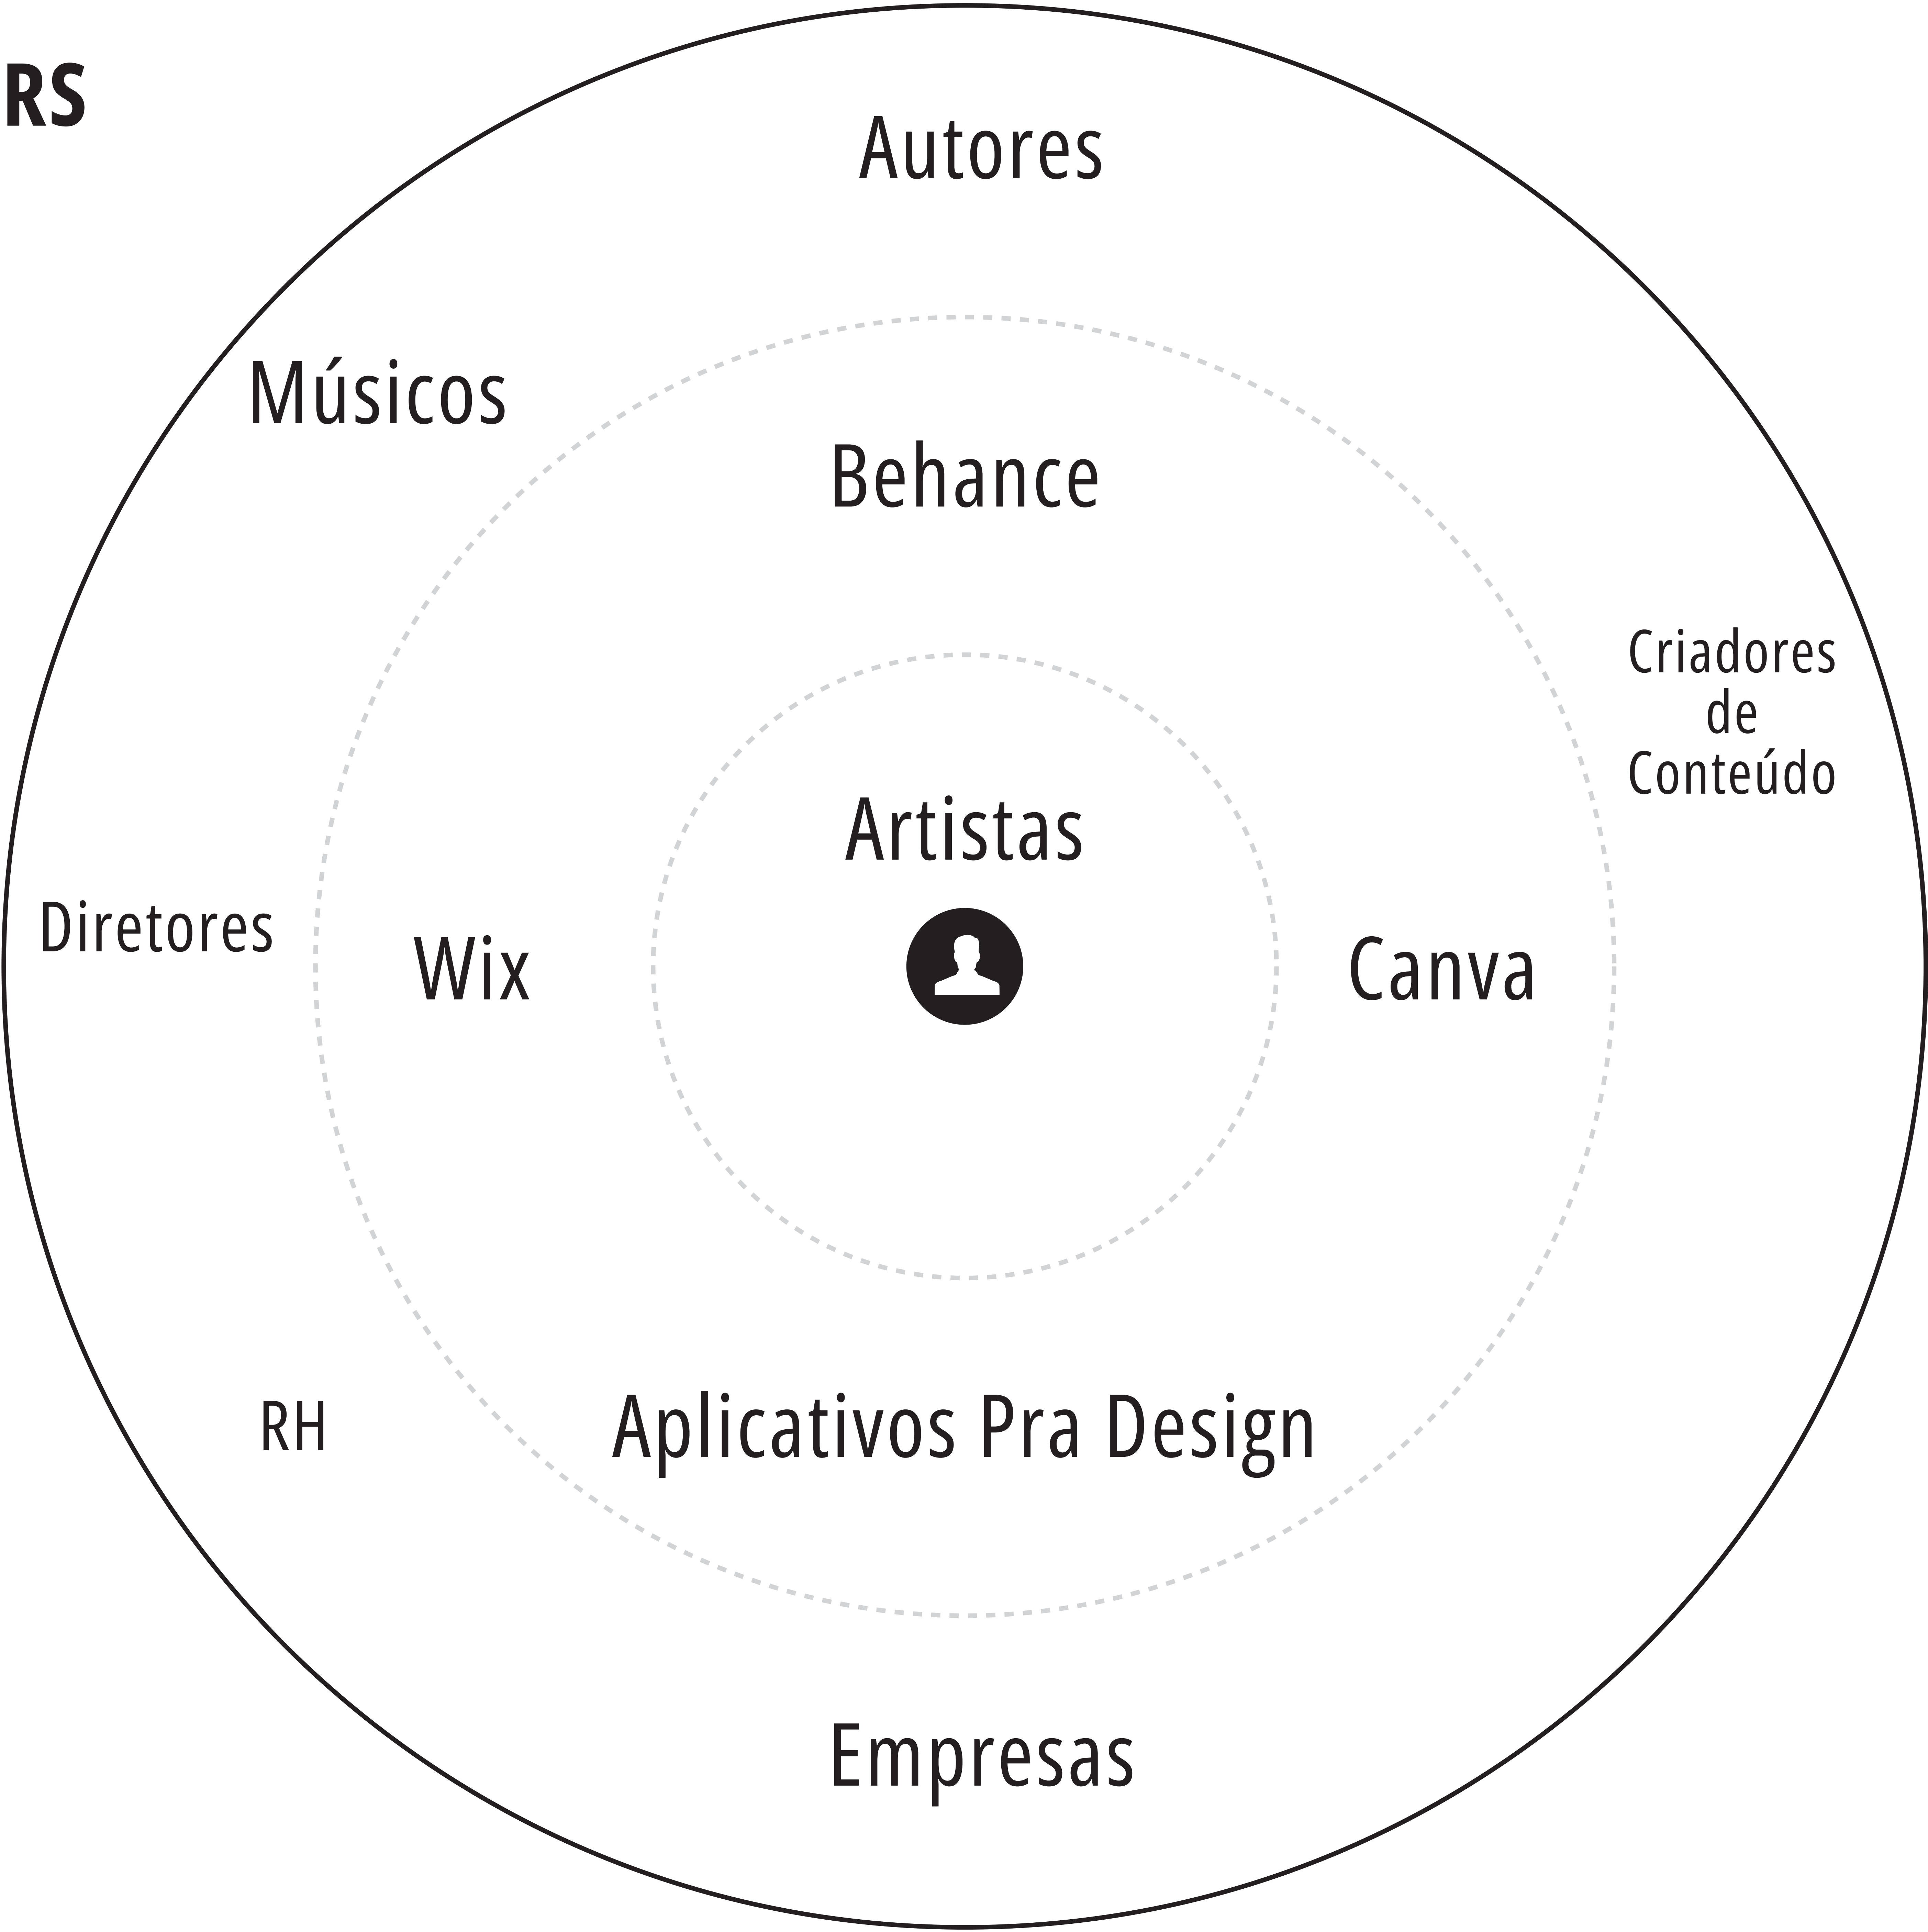 RS
Autores
Músicos
Behance
Criadores
de
Conteúdo
Artistas
Diretores
Wix
Canva
RH
Aplicativos Pra Design
Empresas